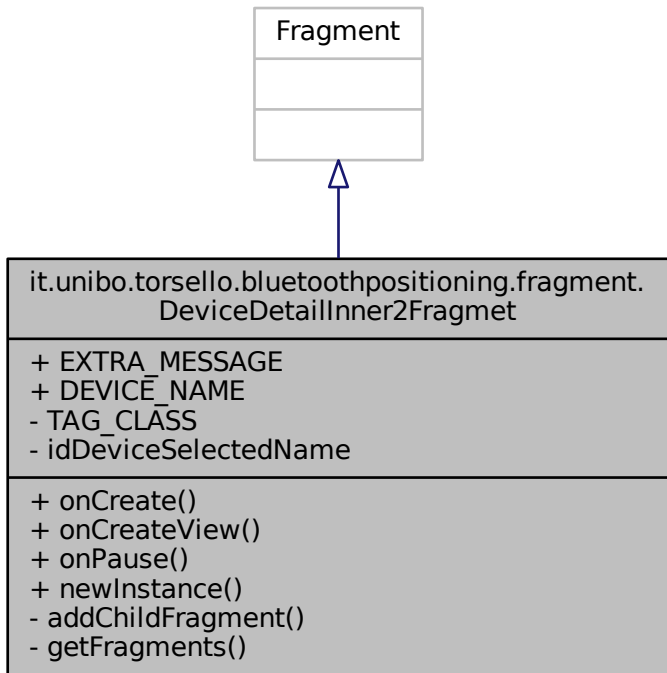 Fragment
it.unibo.torsello.bluetoothpositioning.fragment.
DeviceDetailInner2Fragmet
+ EXTRA_MESSAGE
+ DEVICE_NAME
- TAG_CLASS
- idDeviceSelectedName
+ onCreate()
+ onCreateView()
+ onPause()
+ newInstance()
- addChildFragment()
- getFragments()